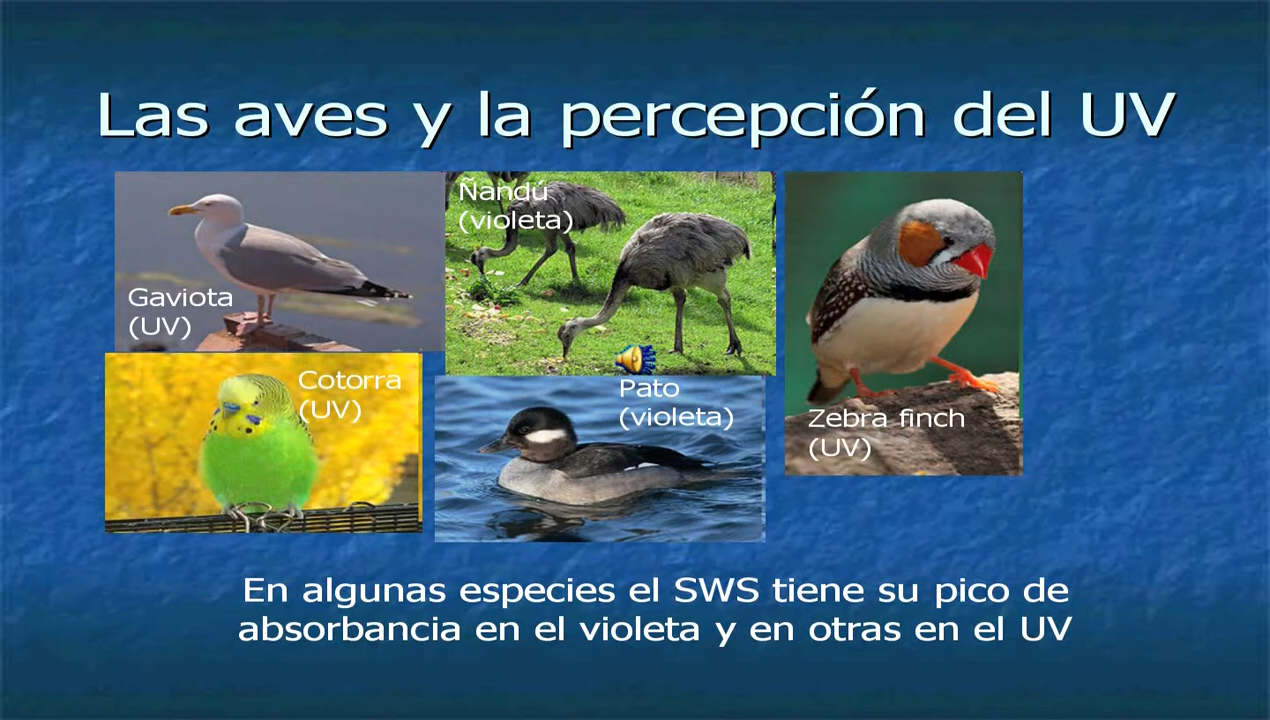 Las aves y la percepción del UV
Ñandú
(violeta)
Gaviota
(UV)
Cotorra
(UV)
Pato
(violeta)
Zebra finch
(UV)
En algunas especies el SWS tiene su pico de
absorbancia en el violeta y en otras en el UV